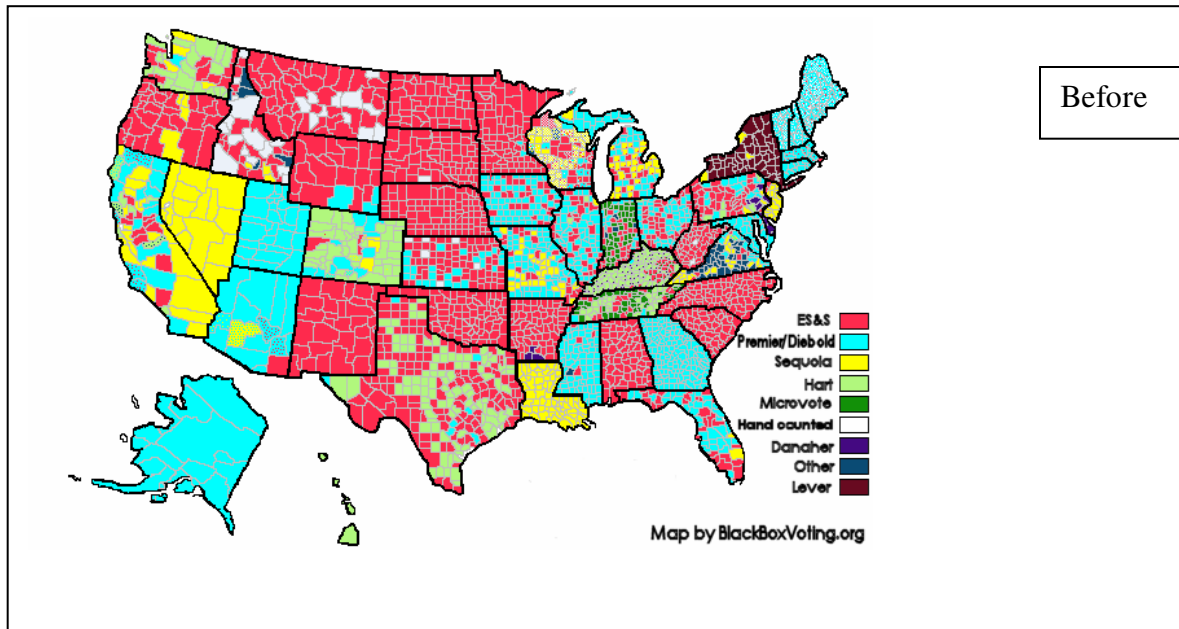 Before
ES&S
Premier/Diebold
Sequoia
Hart
Microvote
Hand counted
Danaher
Other
Lever
Map by BlackBoxVoting.org